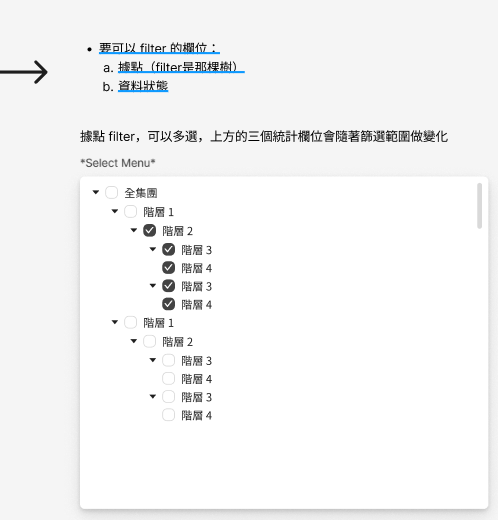 要可以 filter 的欄位：
a. 據點（filter是那棵樹）
b. 資料狀態
據點 filter，可以多選，上方的三個統計欄位會隨著篩選範圍做變化
*Select Menu*
全集團
階層 1
階層 2
階層 3
階層 4
階層 3
階層 4
階層 1
階層 2
階層 3
階層 4
階層 3
階層 4